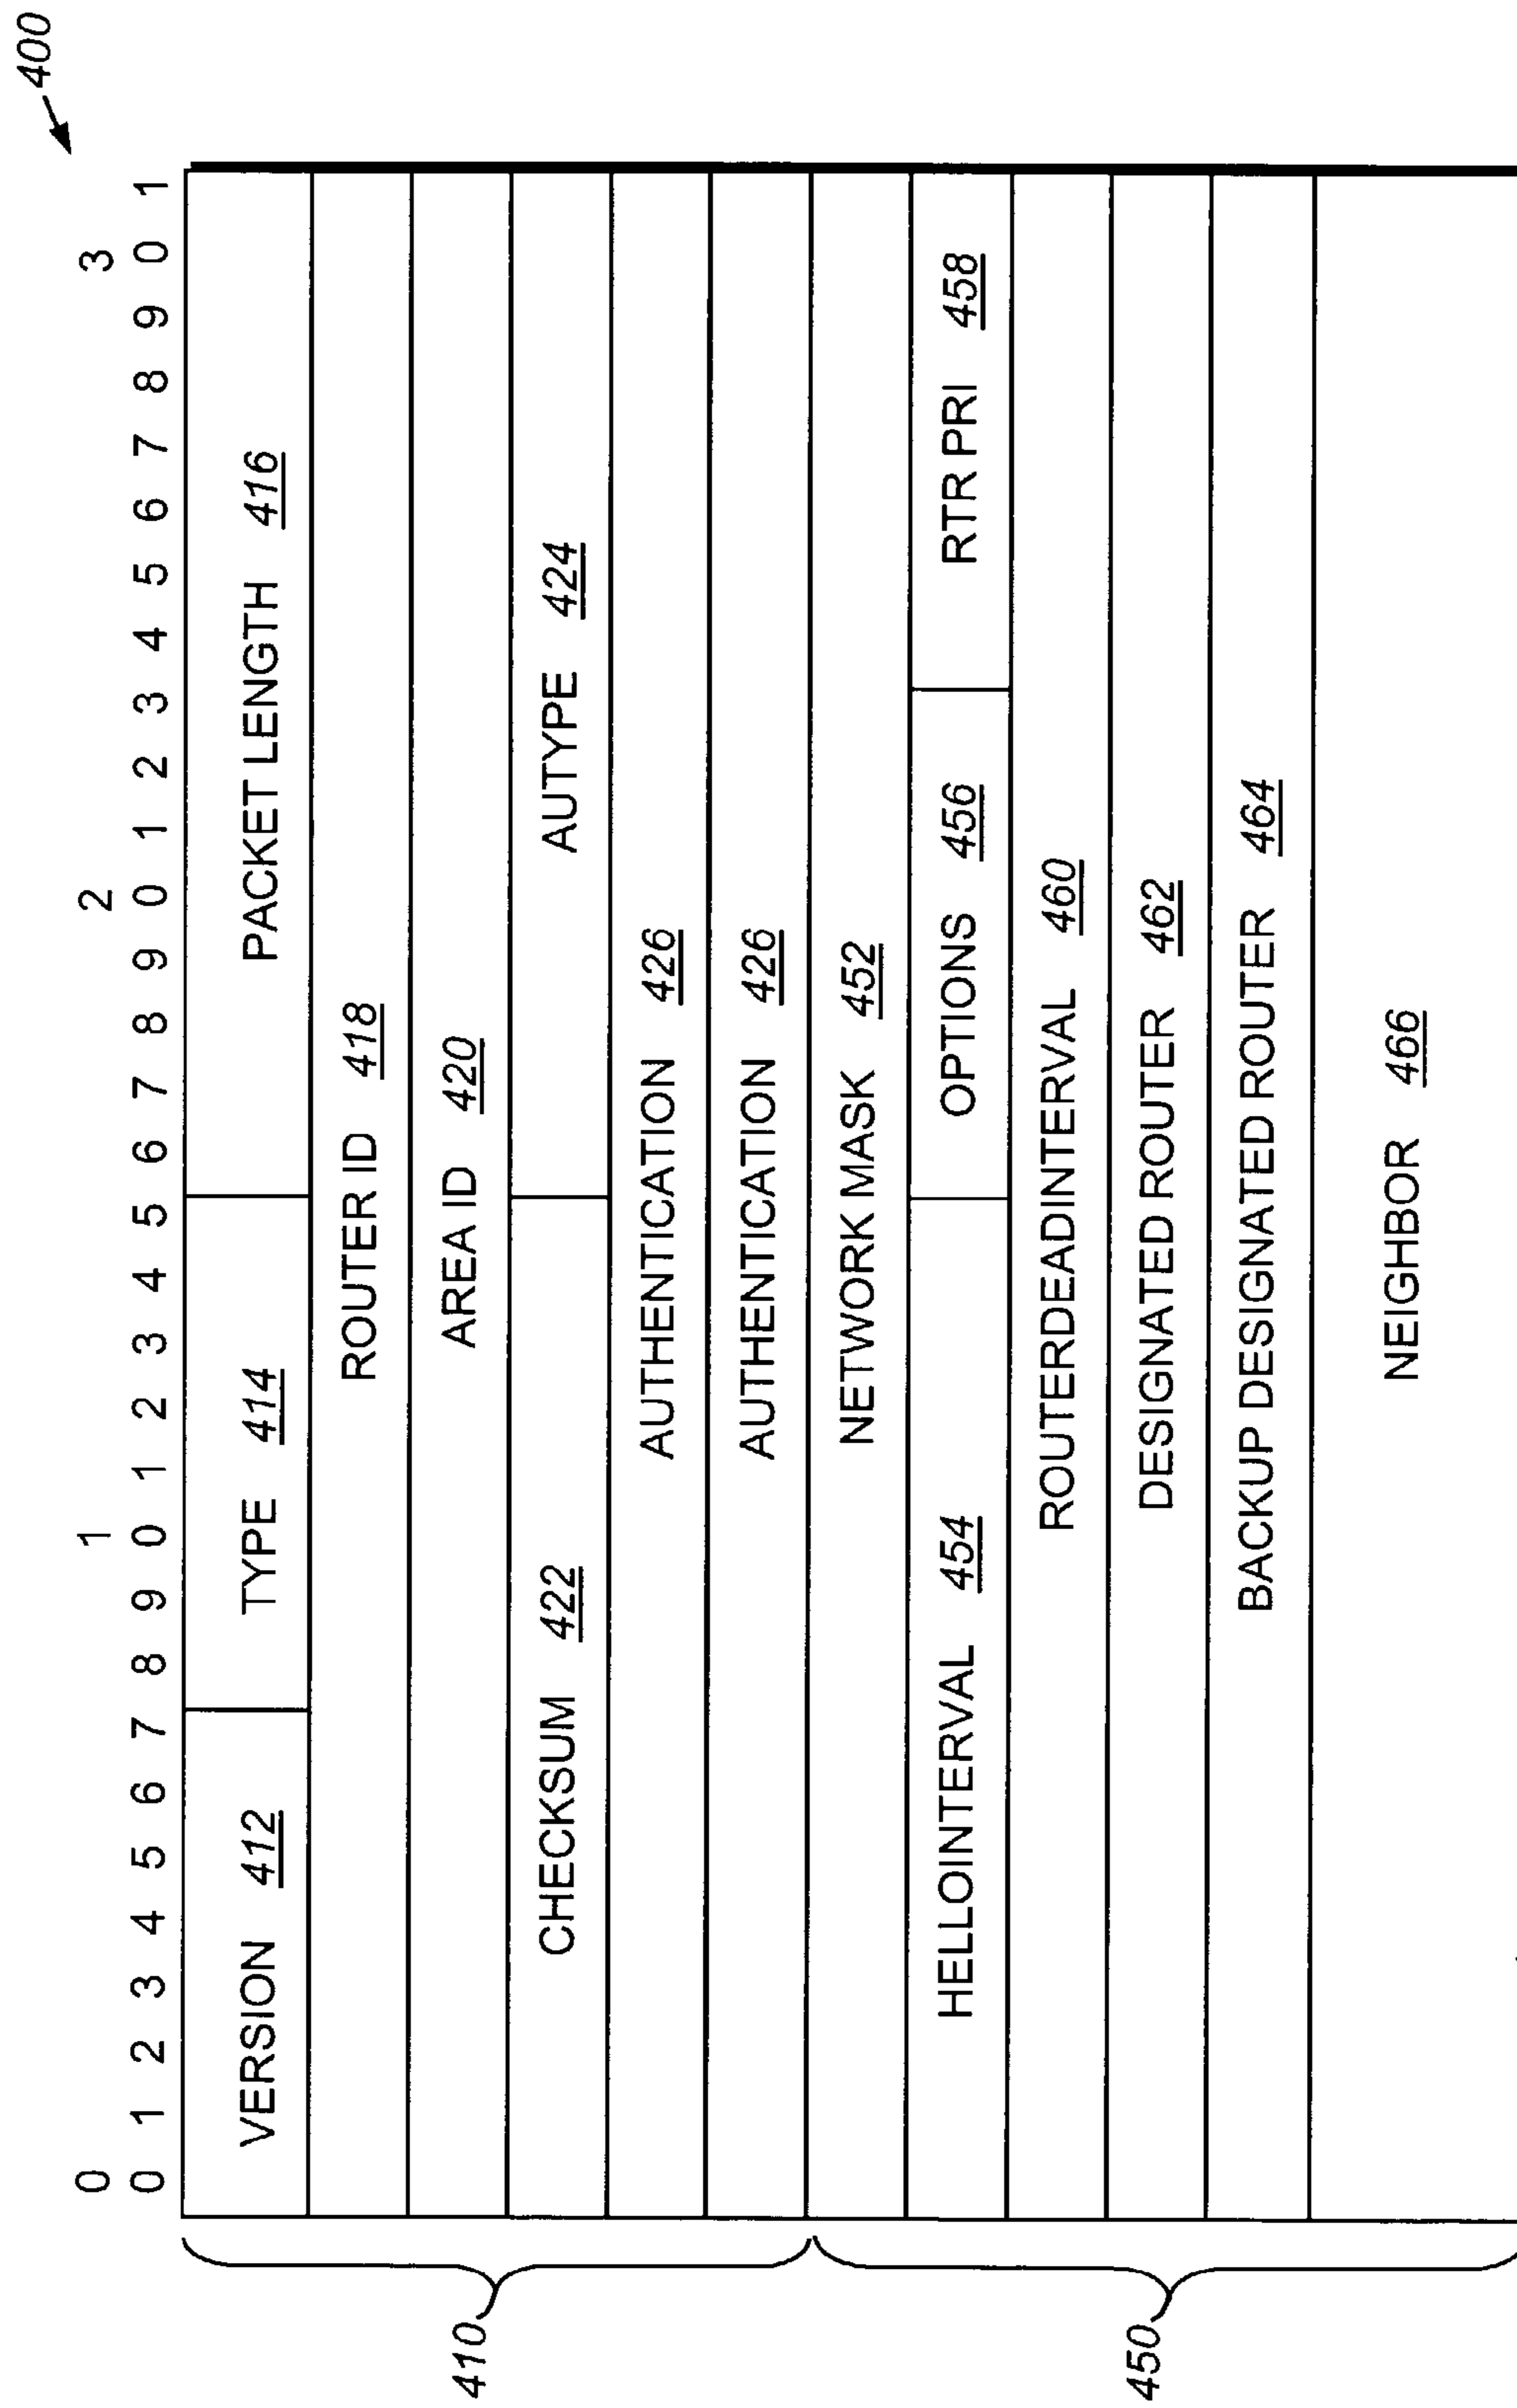 400
0 1 2 3
0 1 2 3 4 5 6 7 8 9 0 1 2 3 4 5 6 7 8 9 0 1 2 3 4 5 6 7 8 9 0 1
410
VERSION 412 TYPE 414 PACKET LENGTH 416
ROUTER ID 418
AREA ID 420
CHECKSUM 422 AUTYPE 424
AUTHENTICATION 426
AUTHENTICATION 426
450
NETWORK MASK 452
HELLOINTERVAL 454 OPTIONS 456 RTR PRI 458
ROUTERDEADINTERVAL 460
DESIGNATED ROUTER 462
BACKUP DESIGNATED ROUTER 464
NEIGHBOR 466